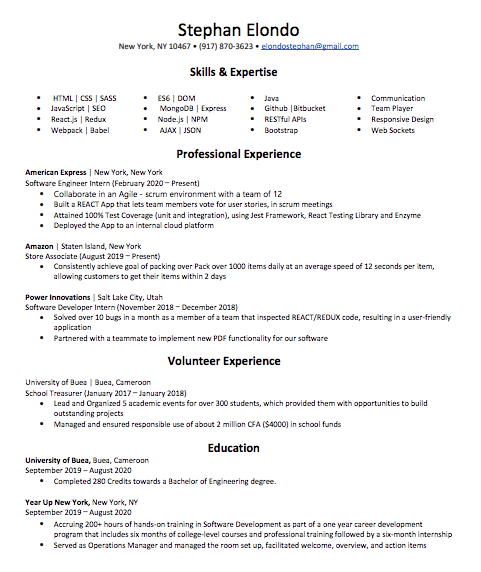 Stephan Elondo
New York, NY 10467 • (917) 870-3623 • elondostephan@gmail.com
Skills & Expertise
• HTML | CSS | SASS • ES6 | DOM • Java • Communication
• JavaScript | SEO • MongoDB | Express • Github |Bitbucket • Team Player
• React.js | Redux • Node.js | NPM • RESTful APIs • Responsive Design
• Webpack | Babel • AJAX | JSON • Bootstrap • Web Sockets
Professional Experience
American Express | New York, New York
Software Engineer Intern (February 2020 – Present)
• Collaborate in an Agile - scrum environment with a team of 12
• Built a REACT App that lets team members vote for user stories, in scrum meetings
• Attained 100% Test Coverage (unit and integration), using Jest Framework, React Testing Library and Enzyme
• Deployed the App to an internal cloud platform
Amazon | Staten Island, New York
Store Associate (August 2019 – Present)
• Consistently achieve goal of packing over Pack over 1000 items daily at an average speed of 12 seconds per item,
allowing customers to get their items within 2 days
Power Innovations | Salt Lake City, Utah
Software Developer Intern (November 2018 – December 2018)
• Solved over 10 bugs in a month as a member of a team that inspected REACT/REDUX code, resulting in a user-friendly
application
• Partnered with a teammate to implement new PDF functionality for our software
Volunteer Experience
University of Buea | Buea, Cameroon
School Treasurer (January 2017 – January 2018)
• Lead and Organized 5 academic events for over 300 students, which provided them with opportunities to build
outstanding projects
• Managed and ensured responsible use of about 2 million CFA ($4000) in school funds
Education
University of Buea, Buea, Cameroon
September 2019 – August 2020
• Completed 280 Credits towards a Bachelor of Engineering degree.
Year Up New York, New York, NY
September 2019 – August 2020
• Accruing 200+ hours of hands-on training in Software Development as part of a one year career development
program that includes six months of college-level courses and professional training followed by a six-month internship
• Served as Operations Manager and managed the room set up, facilitated welcome, overview, and action items